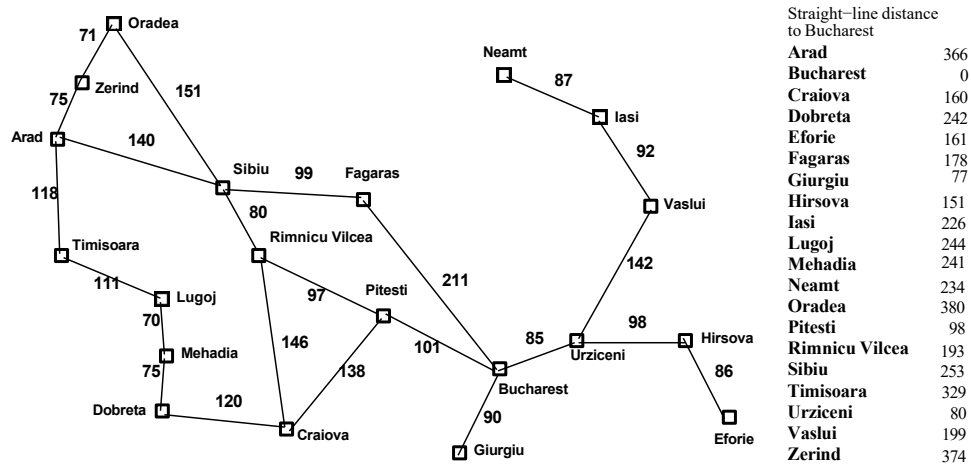 Oradea
71
Neamt
Zerind
87
75
151
Iasi
Arad
140
92
Sibiu
99
Fagaras
118
80
Vaslui
Timisoara
Rimnicu Vilcea
111
Lugoj
97
Pitesti
211
142
70
98
Hirsova
Mehadia
146
101
85
Urziceni
75
138
86
Bucharest
Dobreta
120
90
Craiova
Eforie
Giurgiu
Straight−line distance
to Bucharest
Arad 366
Bucharest 0
Craiova 160
Dobreta 242
Eforie 161
Fagaras 178
Giurgiu 77
Hirsova 151
Iasi 226
Lugoj 244
Mehadia 241
Neamt 234
Oradea 380
Pitesti 98
Rimnicu Vilcea 193
Sibiu 253
Timisoara 329
Urziceni 80
Vaslui 199
Zerind 374